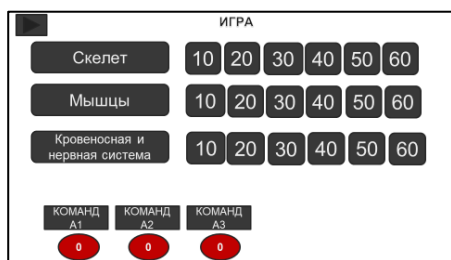 ИГРА
Скелет 10 20 30 40 50 60
Мышцы 10 20 30 40 50 60
Кровеносная и
нервная система 10 20 30 40 50 60
КОМАНД КОМАНД КОМАНД
А1 А2 А3
0 0 0